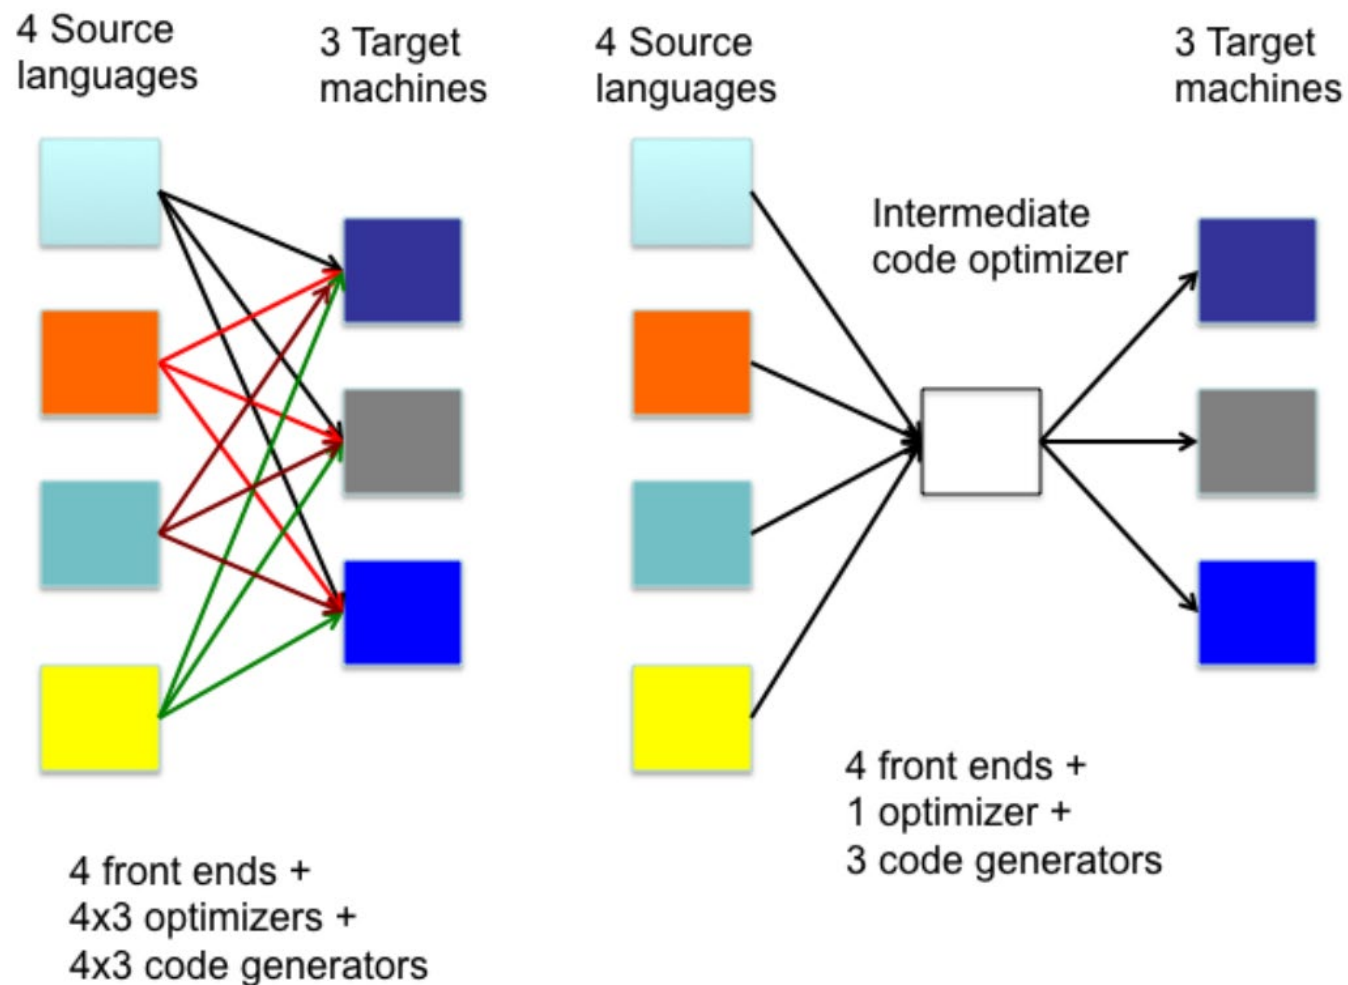 4 Source
languages
3 Target
machines
4 front ends +
4x3 optimizers +
4x3 code generators
4 Source
languages
3 Target
machines
Intermediate
code optimizer
4 front ends +
1 optimizer +
3 code generators